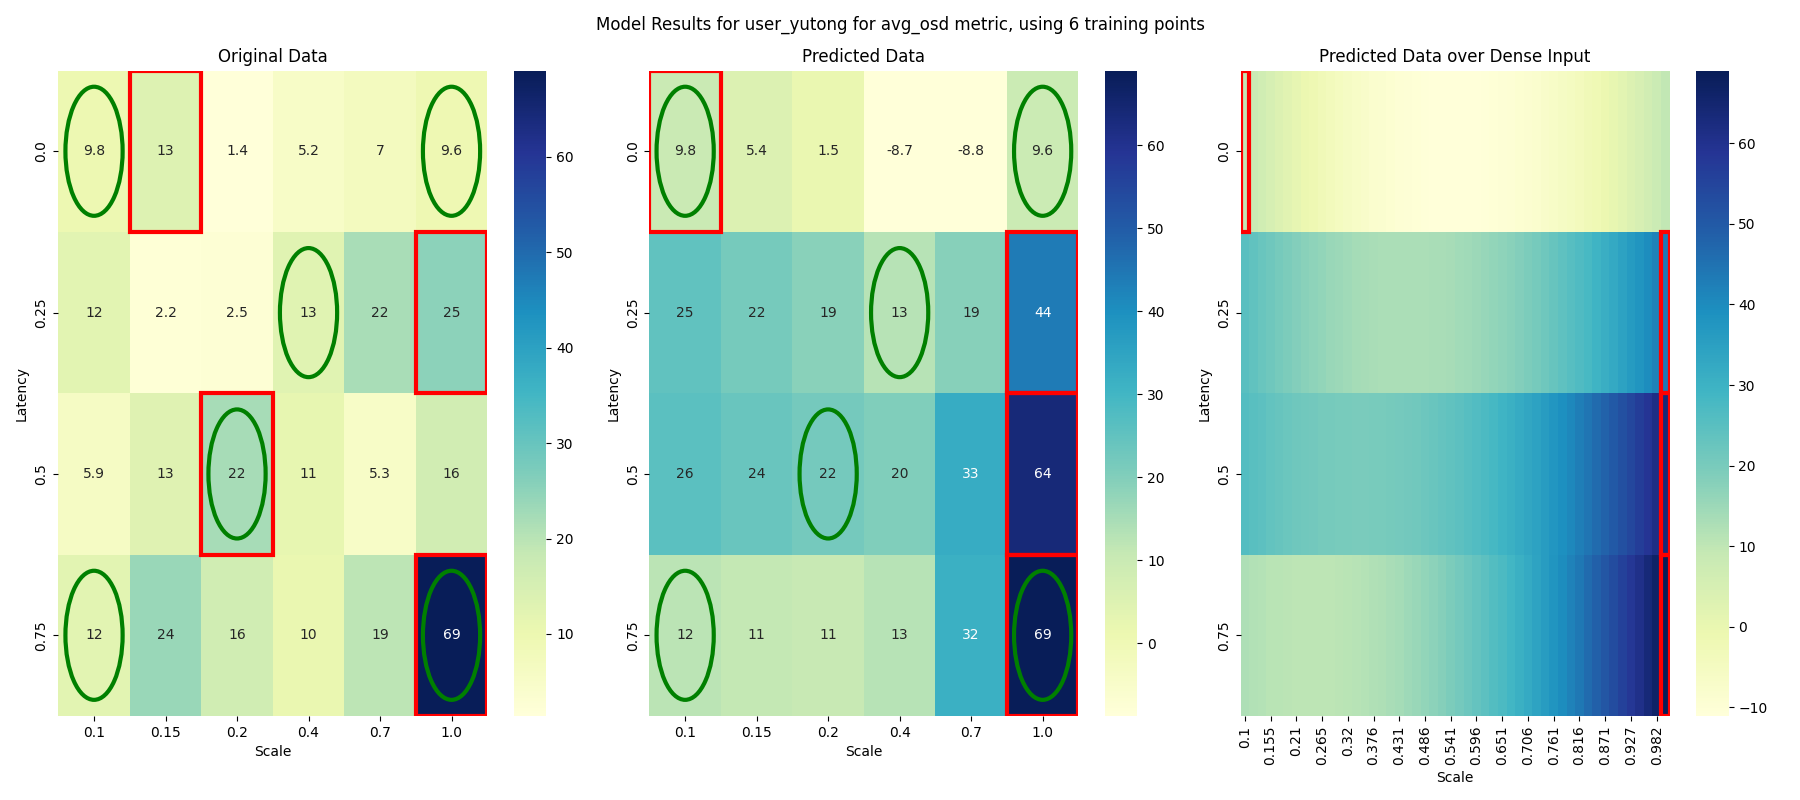 Model Results for user_yutong for avg_osd metric, using 6 training points
Original Data
Latency
0.0
0.25
0.5
0.75
9.8 13 1.4 5.2 7 9.6
12 2.2 2.5 13 22 25
5.9 13 22 11 5.3 16
12 24 16 10 19 69
0.1 0.15 0.2 0.4 0.7 1.0
Scale
60
50
40
30
20
10
Predicted Data
Latency
0.0
0.25
0.5
0.75
9.8 5.4 1.5 -8.7 -8.8 9.6
25 22 19 13 19 44
26 24 22 20 33 64
12 11 11 13 32 69
0.1 0.15 0.2 0.4 0.7 1.0
Scale
60
50
40
30
20
10
0
Predicted Data over Dense Input
Latency
0.0
0.25
0.5
0.75
0.1 0.155 0.21 0.265 0.32 0.376 0.431 0.486 0.541 0.596 0.651 0.706 0.761 0.816 0.871 0.927 0.982
Scale
60
50
40
30
20
10
0
−10